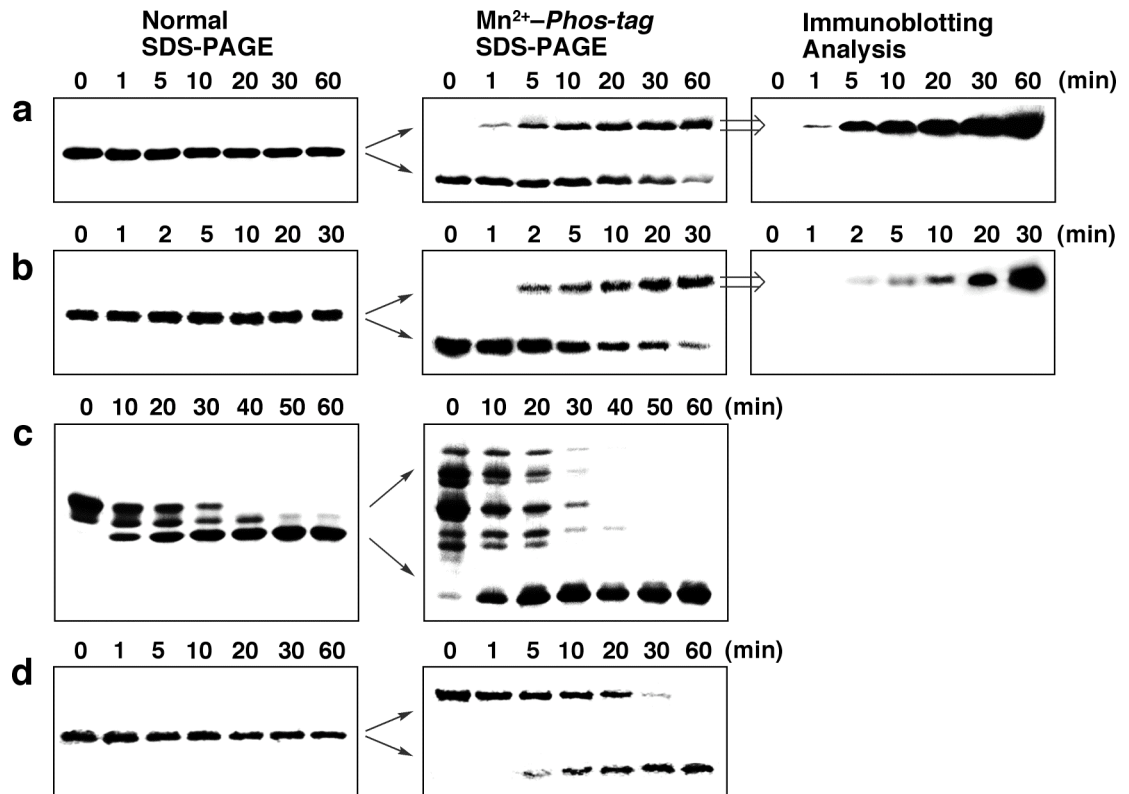 Normal
SDS-PAGE
Mn²⁺–Phos-tag
SDS-PAGE
Immunoblotting
Analysis
0 1 5 10 20 30 60
0 1 5 10 20 30 60
0 1 5 10 20 30 60 (min)
a
0 1 2 5 10 20 30
0 1 2 5 10 20 30
0 1 2 5 10 20 30 (min)
b
0 10 20 30 40 50 60
0 10 20 30 40 50 60 (min)
c
0 1 5 10 20 30 60
0 1 5 10 20 30 60 (min)
d